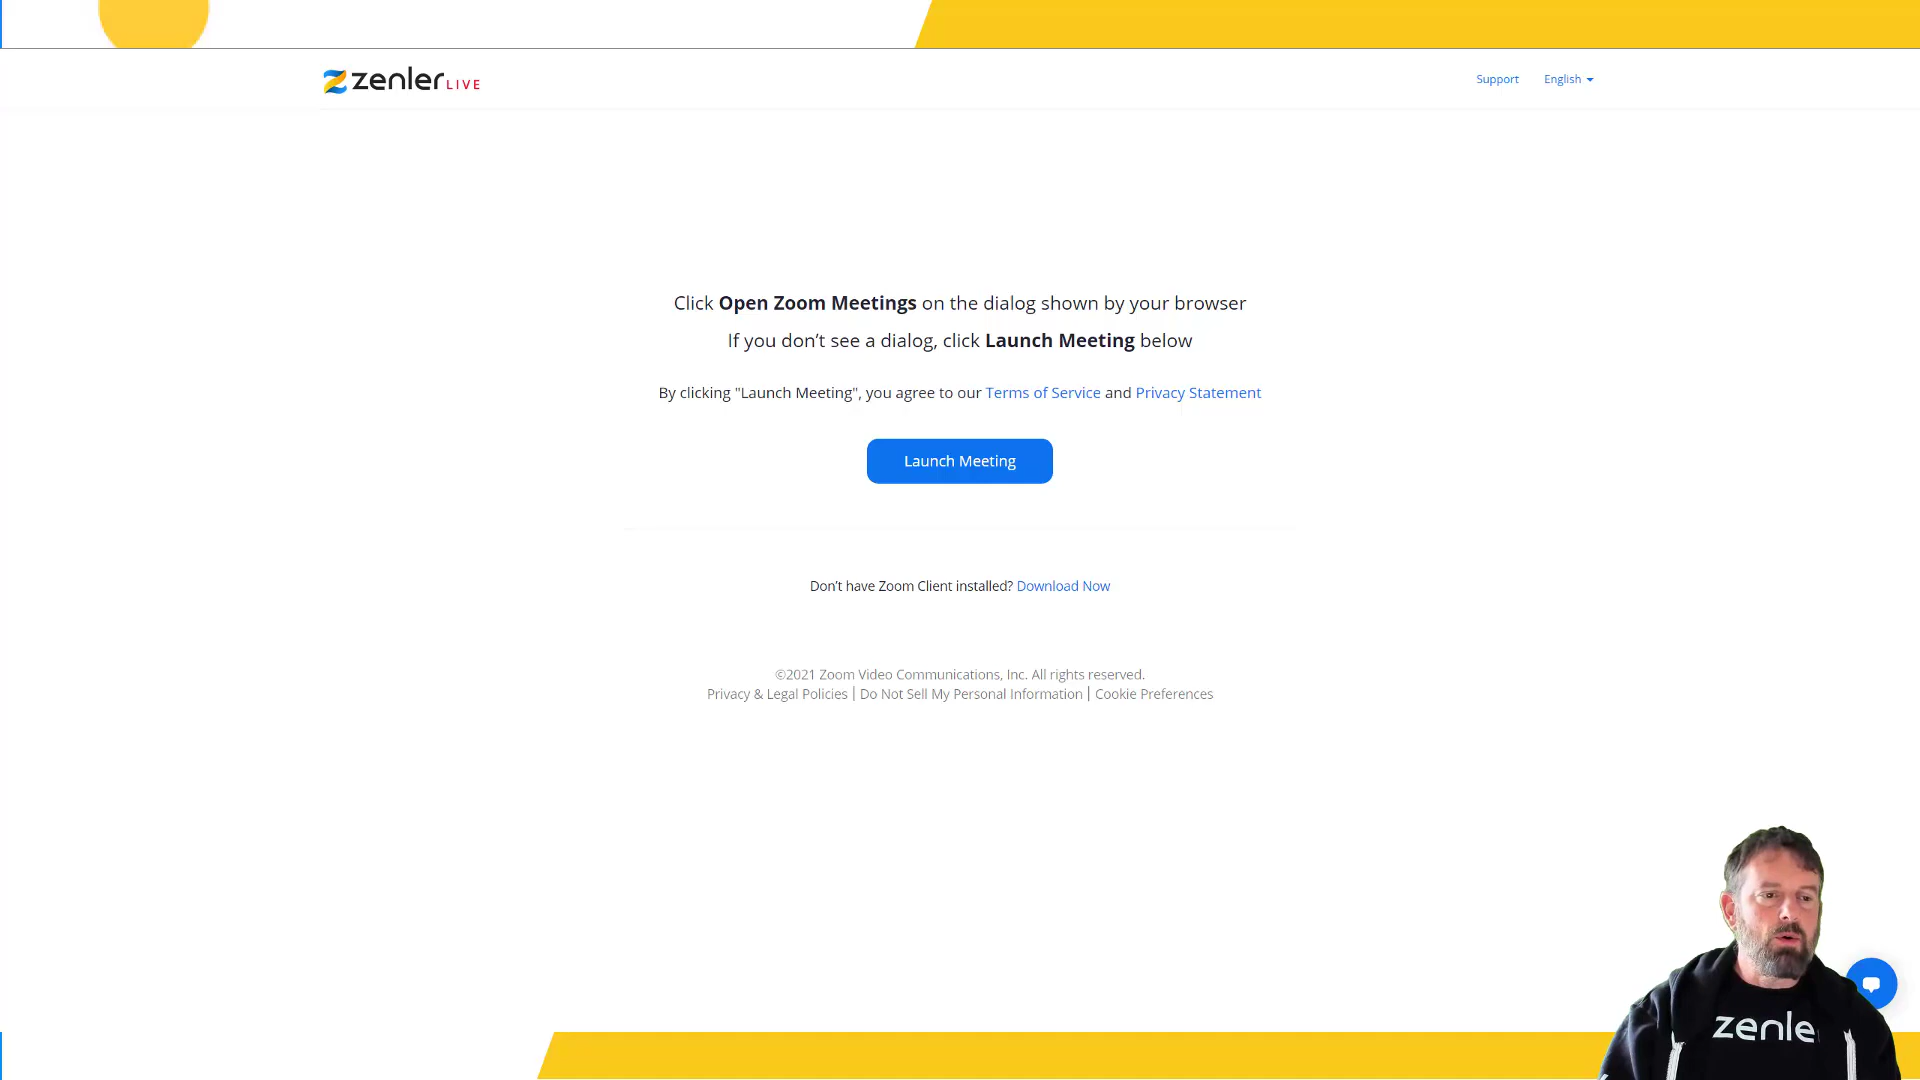 zenler LIVE
Support
English
Click Open Zoom Meetings on the dialog shown by your browser
If you don’t see a dialog, click Launch Meeting below
By clicking "Launch Meeting", you agree to our Terms of Service and Privacy Statement
Launch Meeting
Don’t have Zoom Client installed? Download Now
©2021 Zoom Video Communications, Inc. All rights reserved.
Privacy & Legal Policies | Do Not Sell My Personal Information | Cookie Preferences
zenle